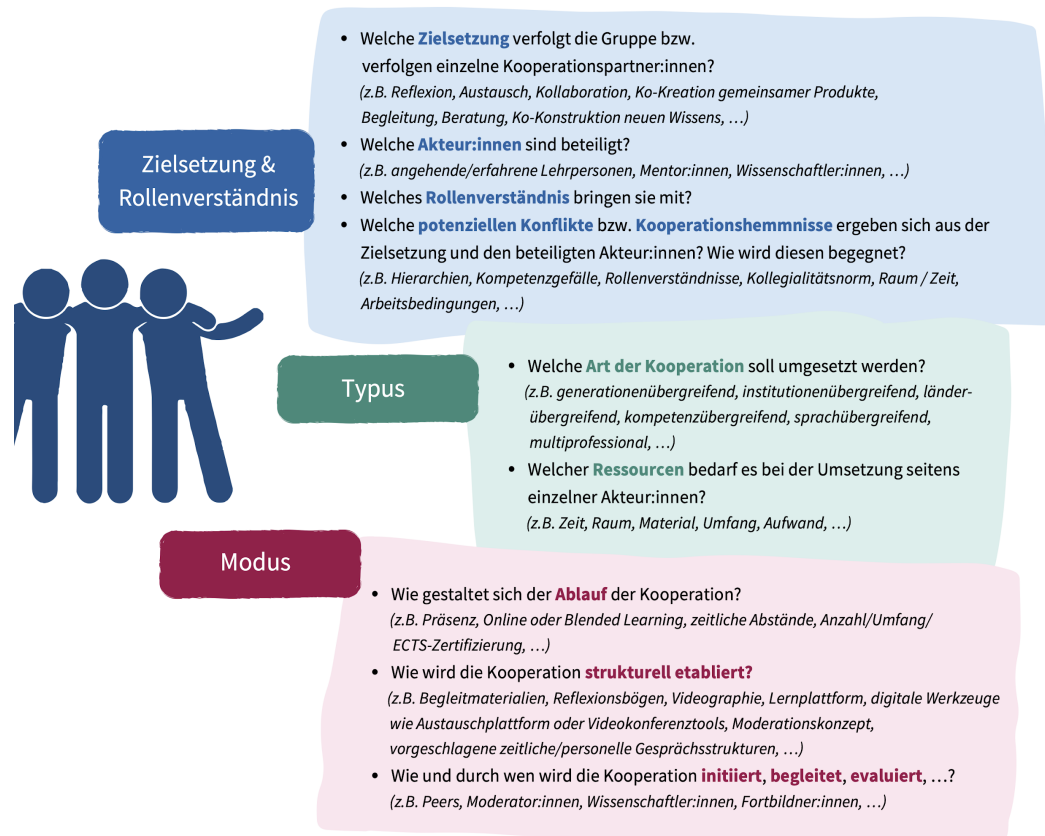 Zielsetzung &
Rollenverständnis
• Welche Zielsetzung verfolgt die Gruppe bzw.
verfolgen einzelne Kooperationspartner:innen?
(z.B. Reflexion, Austausch, Kollaboration, Ko-Kreation gemeinsamer Produkte,
Begleitung, Beratung, Ko-Konstruktion neuen Wissens, …)
• Welche Akteur:innen sind beteiligt?
(z.B. angehende/erfahrene Lehrpersonen, Mentor:innen, Wissenschaftler:innen, …)
• Welches Rollenverständnis bringen sie mit?
• Welche potenziellen Konflikte bzw. Kooperationshemmnisse ergeben sich aus der
Zielsetzung und den beteiligten Akteur:innen? Wie wird diesen begegnet?
(z.B. Hierarchien, Kompetenzgefälle, Rollenverständnisse, Kollegialitätsnorm, Raum / Zeit,
Arbeitsbedingungen, …)
Typus
• Welche Art der Kooperation soll umgesetzt werden?
(z.B. generationenübergreifend, institutionenübergreifend, länder-
übergreifend, kompetenzübergreifend, sprachübergreifend,
multiprofessional, …)
• Welcher Ressourcen bedarf es bei der Umsetzung seitens
einzelner Akteur:innen?
(z.B. Zeit, Raum, Material, Umfang, Aufwand, …)
Modus
• Wie gestaltet sich der Ablauf der Kooperation?
(z.B. Präsenz, Online oder Blended Learning, zeitliche Abstände, Anzahl/Umfang/
ECTS-Zertifizierung, …)
• Wie wird die Kooperation strukturell etabliert?
(z.B. Begleitmaterialien, Reflexionsbögen, Videographie, Lernplattform, digitale Werkzeuge
wie Austauschplattform oder Videokonferenztools, Moderationskonzept,
vorgeschlagene zeitliche/personelle Gesprächsstrukturen, …)
• Wie und durch wen wird die Kooperation initiiert, begleitet, evaluiert, …?
(z.B. Peers, Moderator:innen, Wissenschaftler:innen, Fortbildner:innen, …)